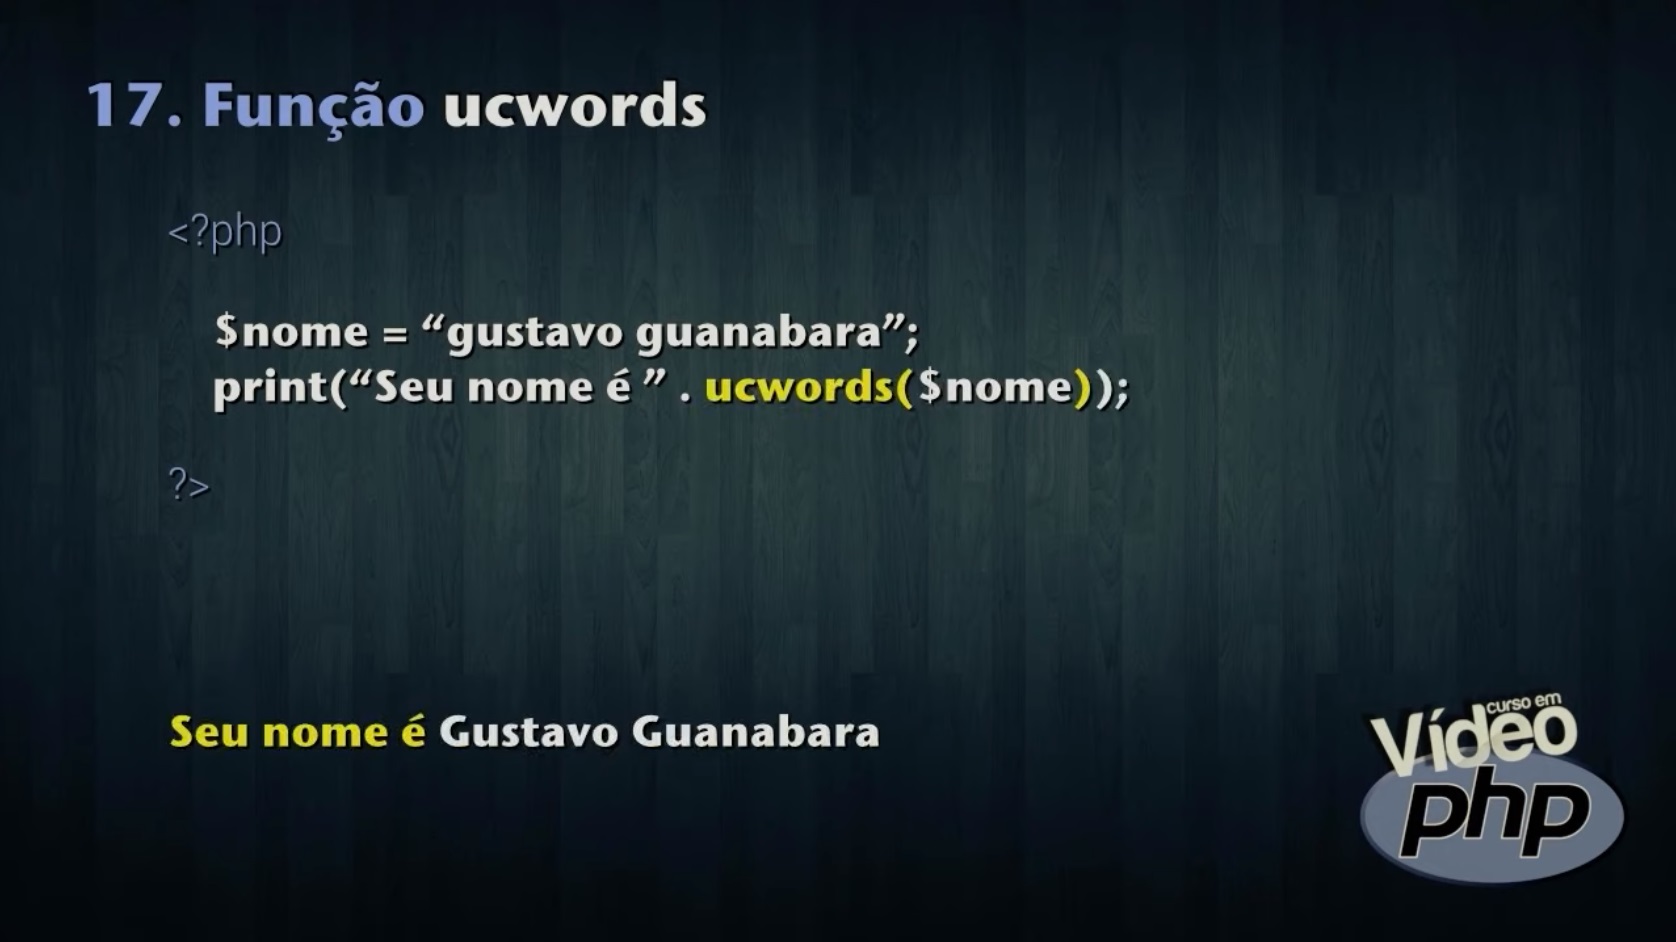 17. Função ucwords
<?php
$nome = “gustavo guanabara”;
print(“Seu nome é ” . ucwords($nome));
?>
Seu nome é Gustavo Guanabara
curso em
Vídeo
php